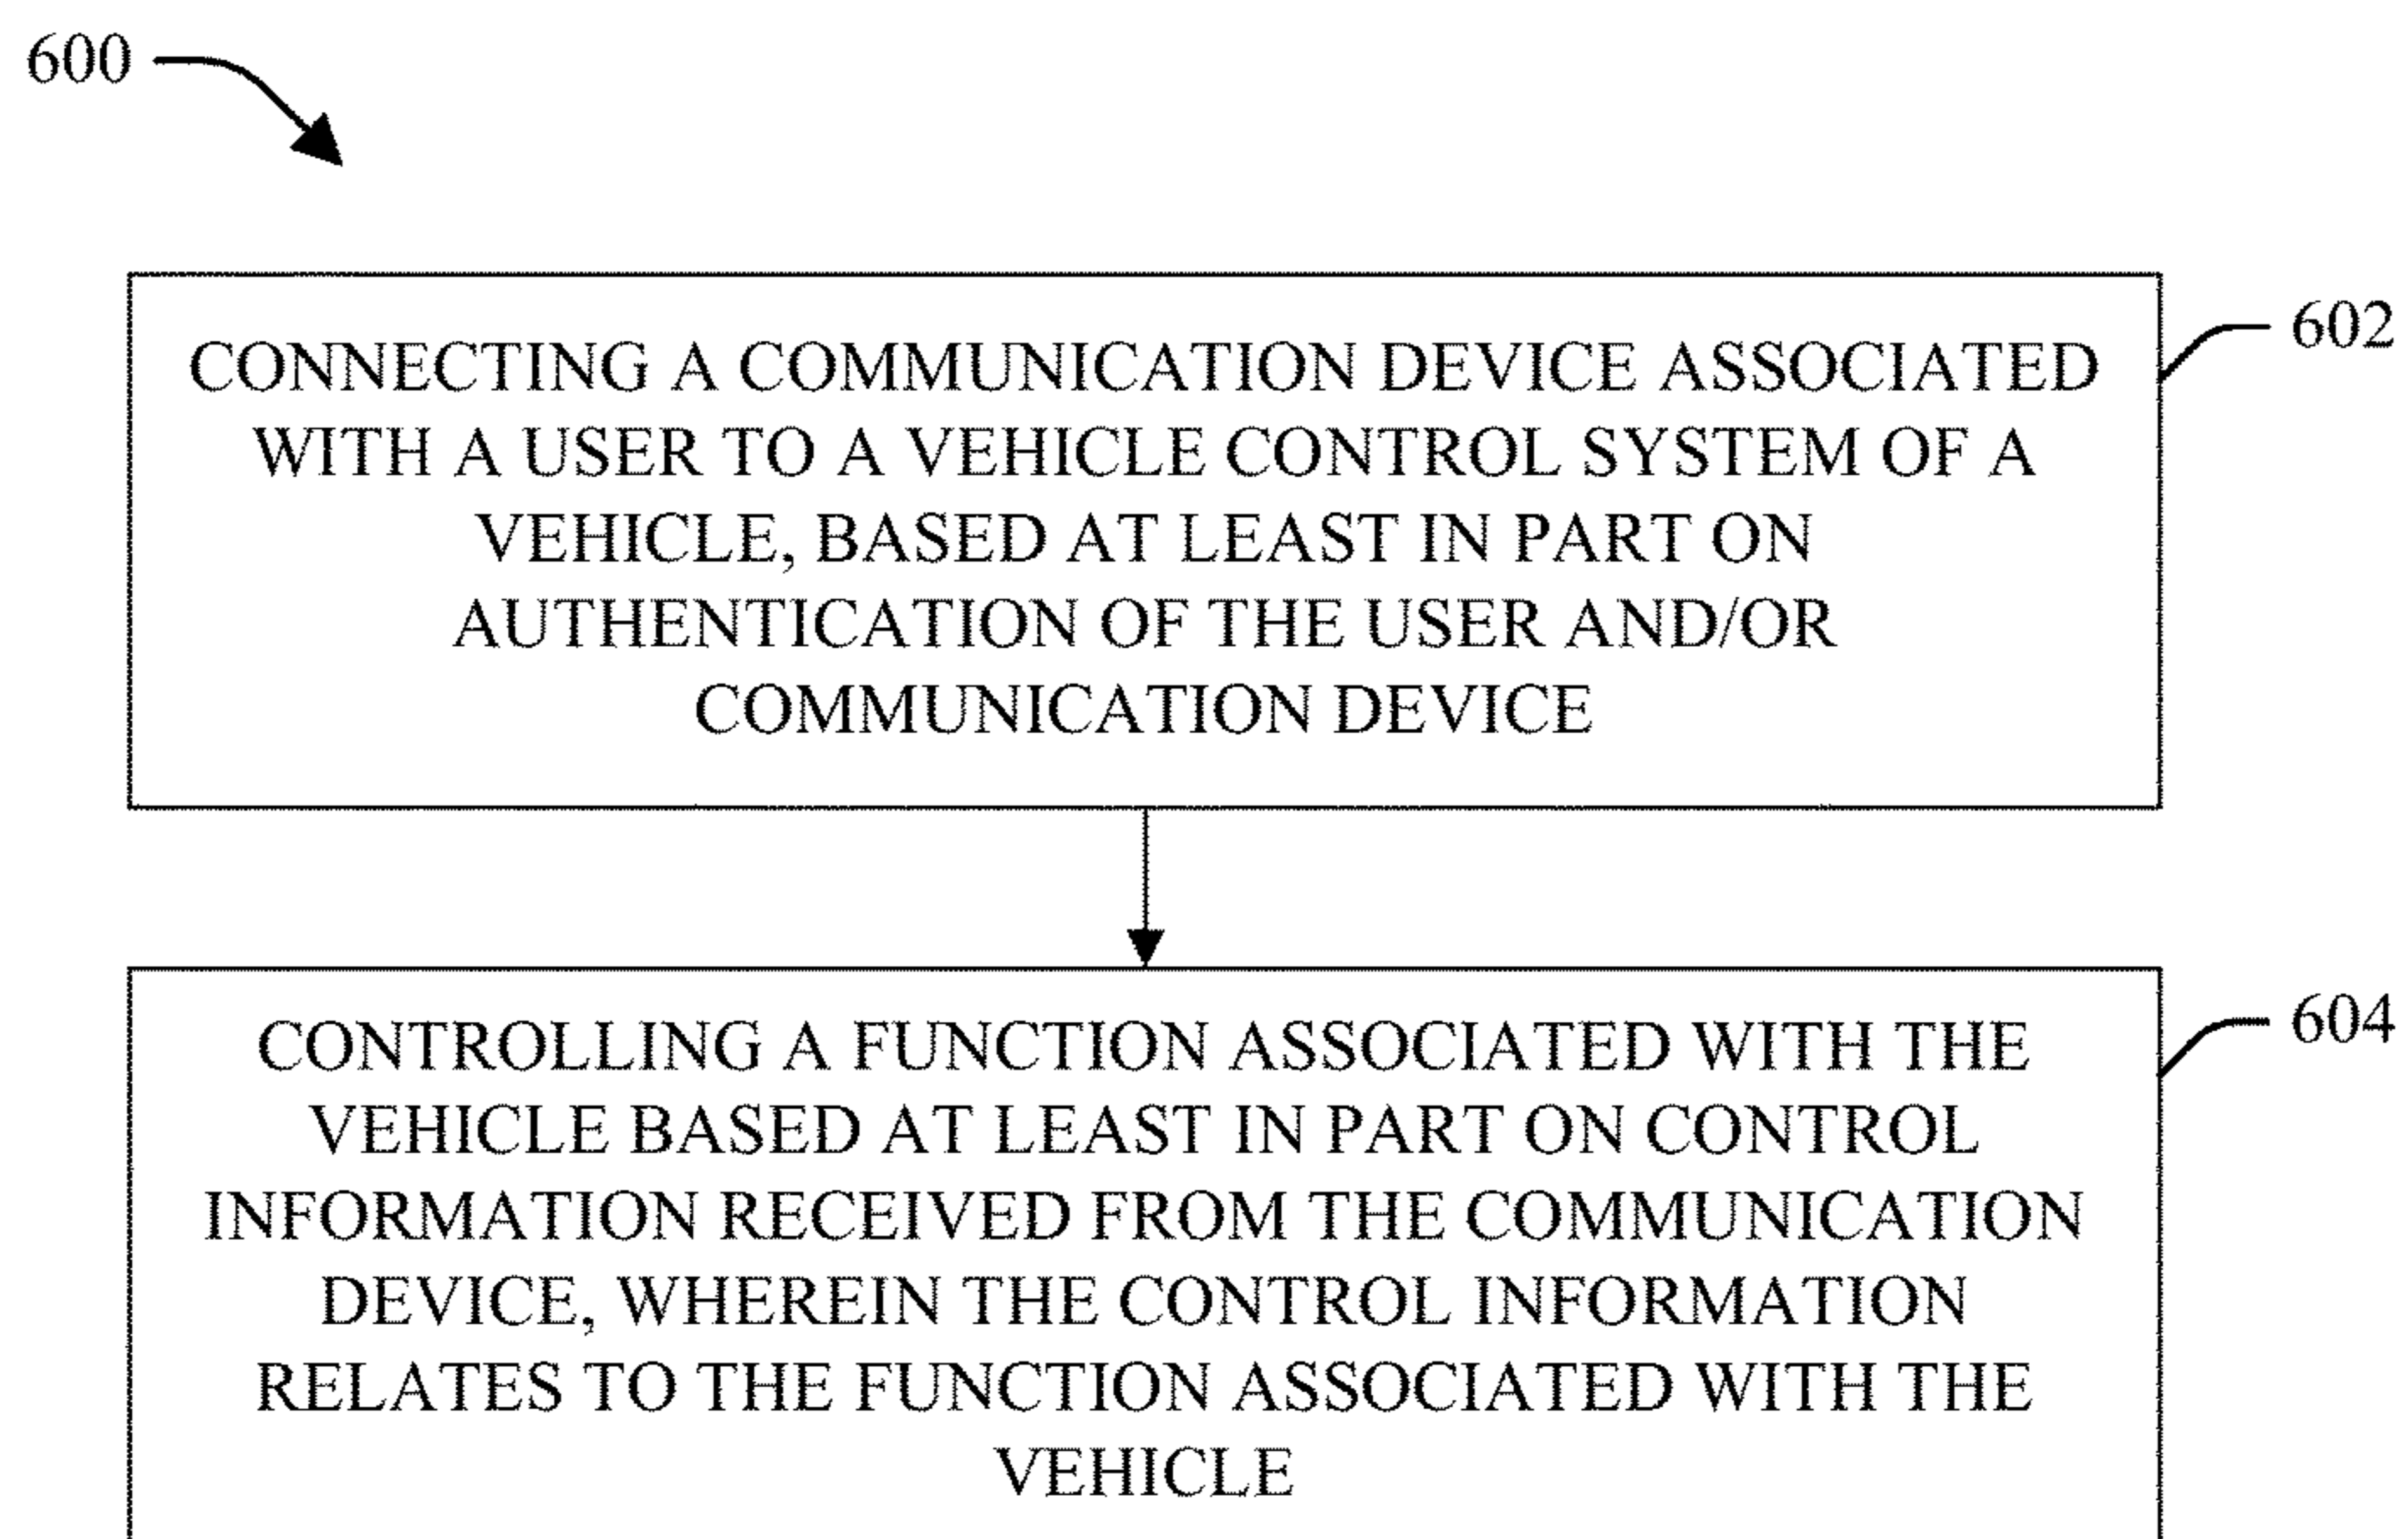 600
602
CONNECTING A COMMUNICATION DEVICE ASSOCIATED
WITH A USER TO A VEHICLE CONTROL SYSTEM OF A
VEHICLE, BASED AT LEAST IN PART ON
AUTHENTICATION OF THE USER AND/OR
COMMUNICATION DEVICE
604
CONTROLLING A FUNCTION ASSOCIATED WITH THE
VEHICLE BASED AT LEAST IN PART ON CONTROL
INFORMATION RECEIVED FROM THE COMMUNICATION
DEVICE, WHEREIN THE CONTROL INFORMATION
RELATES TO THE FUNCTION ASSOCIATED WITH THE
VEHICLE